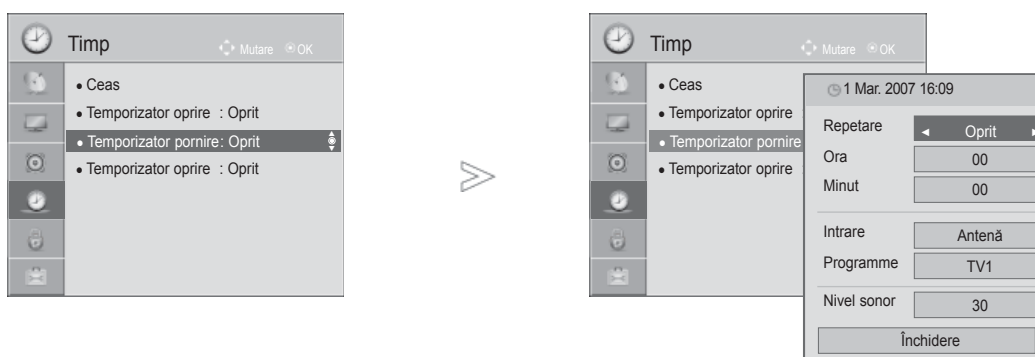 Timp
Mutare OK
• Ceas
• Temporizator oprire : Oprit
• Temporizator pornire: Oprit
• Temporizator oprire : Oprit
Timp
Mutare OK
• Ceas
• Temporizator oprire :
• Temporizator pornire
• Temporizator oprire :
1 Mar. 2007 16:09
Repetare ◄ Oprit ►
Ora 00
Minut 00
Intrare Antenă
Programme TV1
Nivel sonor 30
Închidere